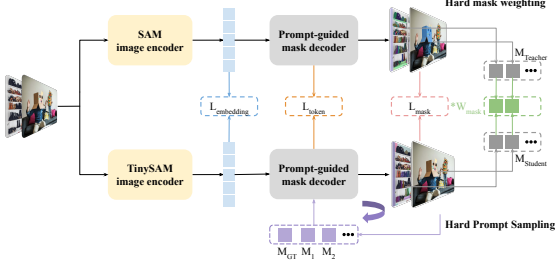 Hard mask weighting
SAM
image encoder
Prompt-guided
mask decoder
M_Teacher
L_embedding
L_token
L_mask
*W_mask
TinySAM
image encoder
Prompt-guided
mask decoder
M_Student
Hard Prompt Sampling
M_GT M_1 M_2